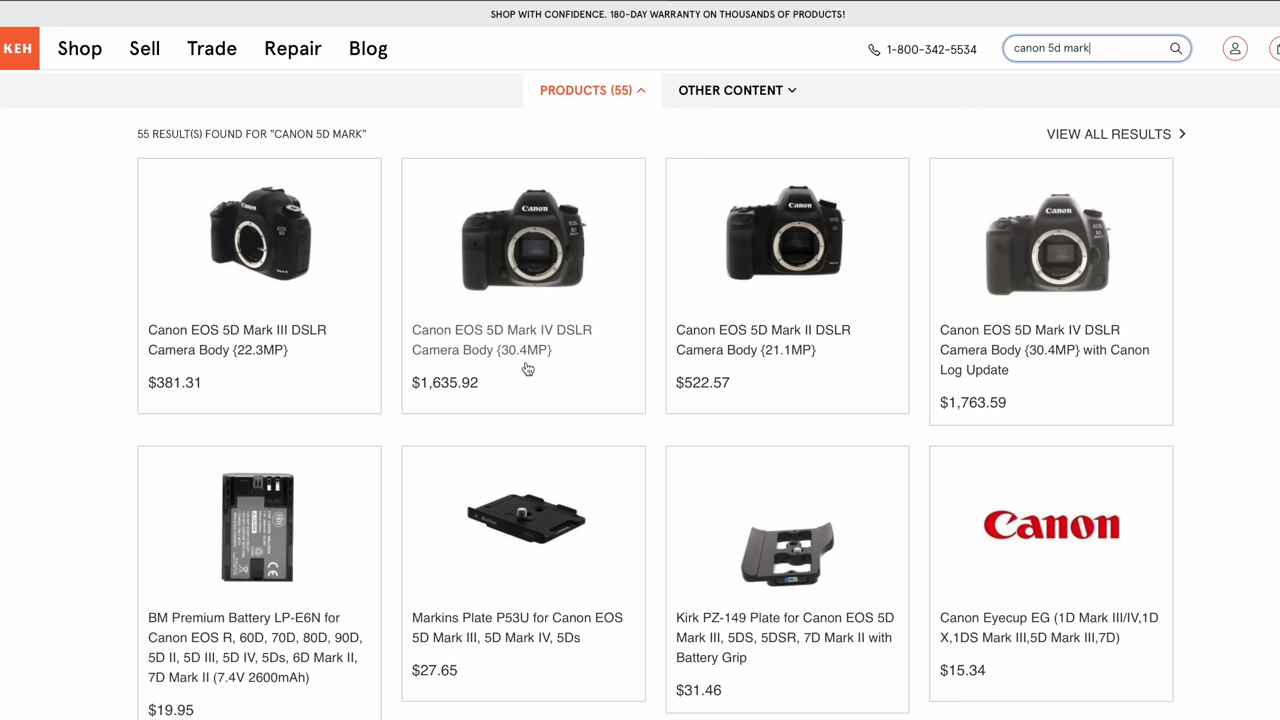 SHOP WITH CONFIDENCE. 180-DAY WARRANTY ON THOUSANDS OF PRODUCTS!
KEH Shop Sell Trade Repair Blog 1-800-342-5534 canon 5d mark
PRODUCTS (55) OTHER CONTENT
55 RESULT(S) FOUND FOR "CANON 5D MARK" VIEW ALL RESULTS
Canon
Canon
Canon
Canon
Canon EOS 5D Mark III DSLR
Camera Body {22.3MP}
$381.31
Canon EOS 5D Mark IV DSLR
Camera Body {30.4MP}
$1,635.92
Canon EOS 5D Mark II DSLR
Camera Body {21.1MP}
$522.57
Canon EOS 5D Mark IV DSLR
Camera Body {30.4MP} with Canon
Log Update
$1,763.59
BM Premium Battery LP-E6N for
Canon EOS R, 60D, 70D, 80D, 90D,
5D II, 5D III, 5D IV, 5Ds, 6D Mark II,
7D Mark II (7.4V 2600mAh)
$19.95
Markins Plate P53U for Canon EOS
5D Mark III, 5D Mark IV, 5Ds
$27.65
Kirk PZ-149 Plate for Canon EOS 5D
Mark III, 5DS, 5DSR, 7D Mark II with
Battery Grip
$31.46
Canon
Canon Eyecup EG (1D Mark III/IV,1D
X,1DS Mark III,5D Mark III,7D)
$15.34